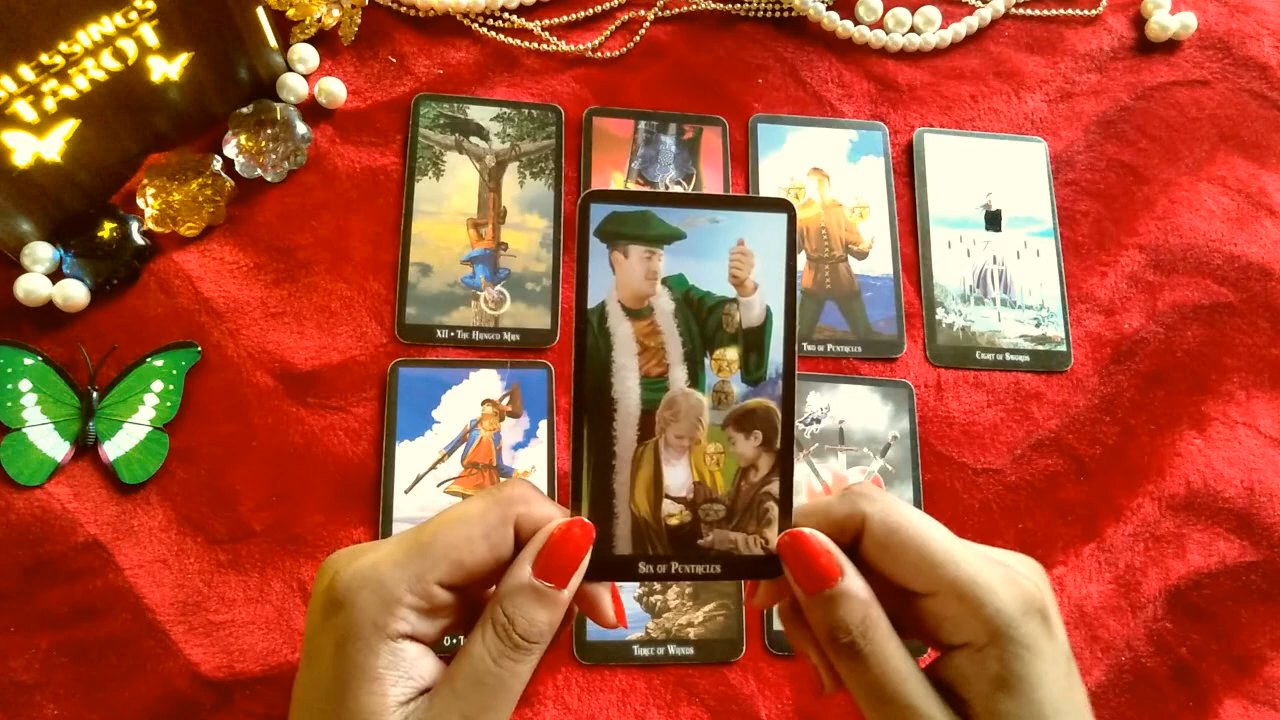 BLESSINGS
TAROT
XII • THE HANGED MAN
TWO OF PENTACLES
EIGHT OF SWORDS
SIX OF PENTACLES
THREE OF WANDS